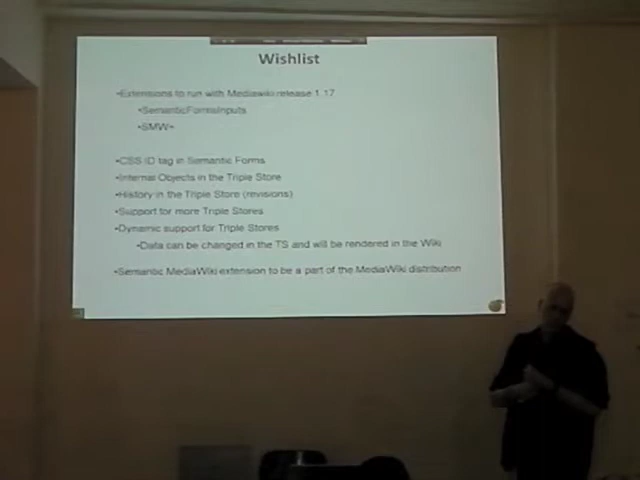 Wishlist
•Extensions to run with Mediawiki release 1.17
•SemanticFormsInputs
•SMW+
•CSS ID tag in Semantic Forms
•Internal Objects in the Triple Store
•History in the Triple Store (revisions)
•Support for more Triple Stores
•Dynamic support for Triple Stores
•Data can be changed in the TS and will be rendered in the Wiki
•Semantic MediaWiki extension to be a part of the MediaWiki distribution